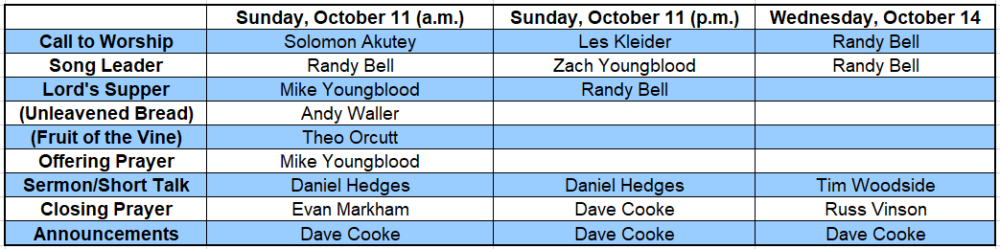 Sunday, October 11 (a.m.) Sunday, October 11 (p.m.) Wednesday, October 14
Call to Worship Solomon Akutey Les Kleider Randy Bell
Song Leader Randy Bell Zach Youngblood Randy Bell
Lord's Supper Mike Youngblood Randy Bell
(Unleavened Bread) Andy Waller
(Fruit of the Vine) Theo Orcutt
Offering Prayer Mike Youngblood
Sermon/Short Talk Daniel Hedges Daniel Hedges Tim Woodside
Closing Prayer Evan Markham Dave Cooke Russ Vinson
Announcements Dave Cooke Dave Cooke Dave Cooke